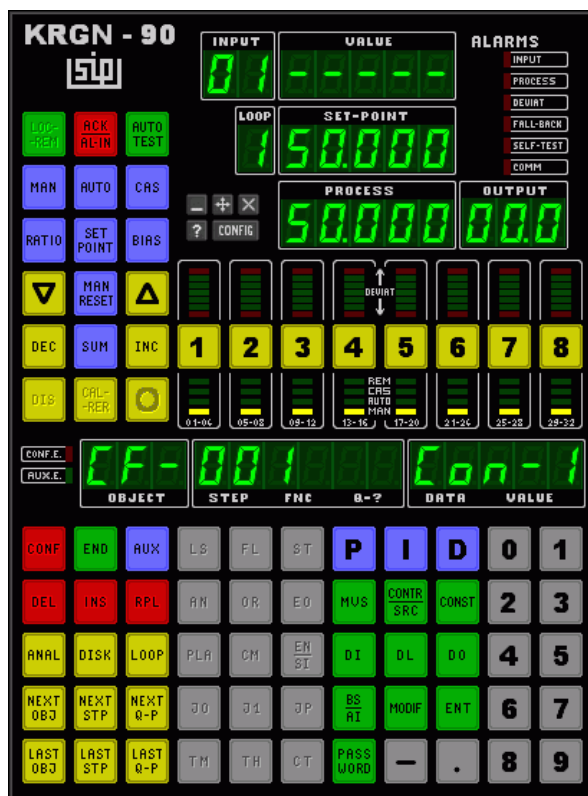 KRGN - 90
sip
INPUT VALUE ALARMS
01 -----
INPUT
PROCESS
DEVIAT
FALL-BACK
SELF-TEST
COMM
LOOP SET-POINT
1 50.000
PROCESS OUTPUT
50.000 00.0
LOC-
-REM
ACK
AL-IN
AUTO
TEST
MAN AUTO CAS
RATIO
SET
POINT
BIAS
? CONFIG
MAN
RESET
DEVIAT
DEC SUM INC
1 2 3 4 5 6 7 8
DIS
CAL-
-RER
REM
CAS
AUTO
MAN
01-04 05-08 09-12 13-16 17-20 21-24 25-28 29-32
CONF.E.
AUX.E.
CF- 001 Con-1
OBJECT STEP FNC Q-? DATA VALUE
CONF END AUX LS FL ST P I D 0 1
DEL INS RPL AN OR EO MVS
CONTR
SRC
CONST 2 3
ANAL DISK LOOP PLA CM
EN
SI
DI DL DO 4 5
NEXT
OBJ
NEXT
STP
NEXT
Q-P
J0 J1 JP
BS
AI
MODIF ENT 6 7
LAST
OBJ
LAST
STP
LAST
Q-P
TM TH CT
PASS
WORD
- . 8 9